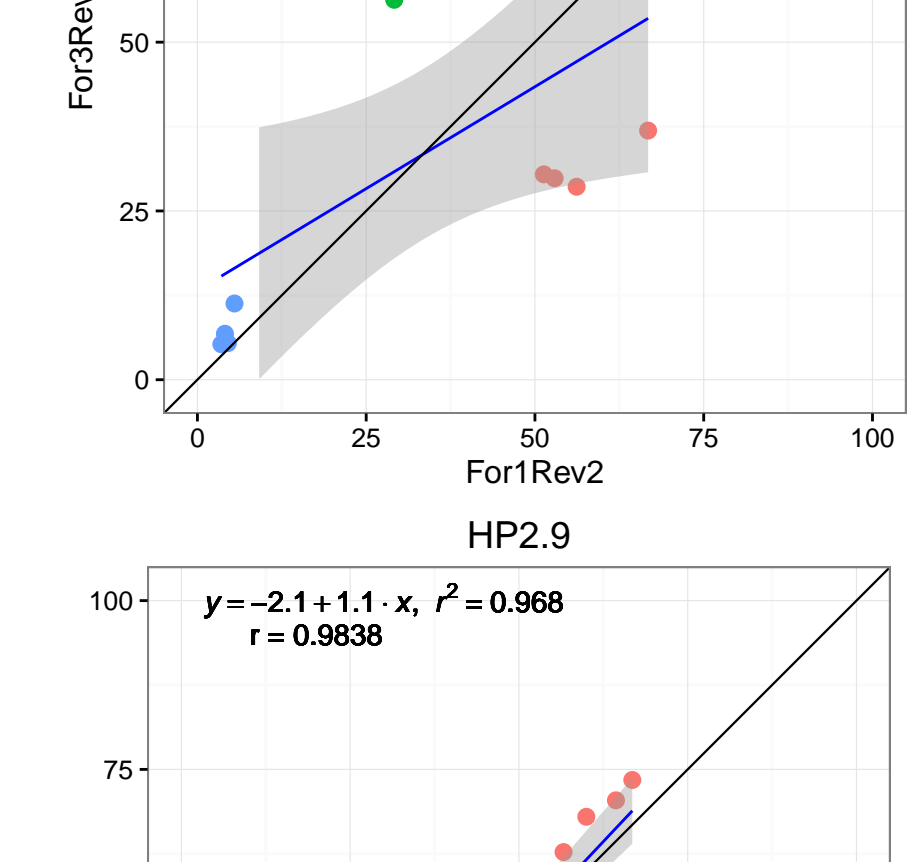 For3Rev
50
25
0
0 25 50 75 100
For1Rev2
HP2.9
100
y = −2.1 + 1.1 · x, r² = 0.968
r = 0.9838
75